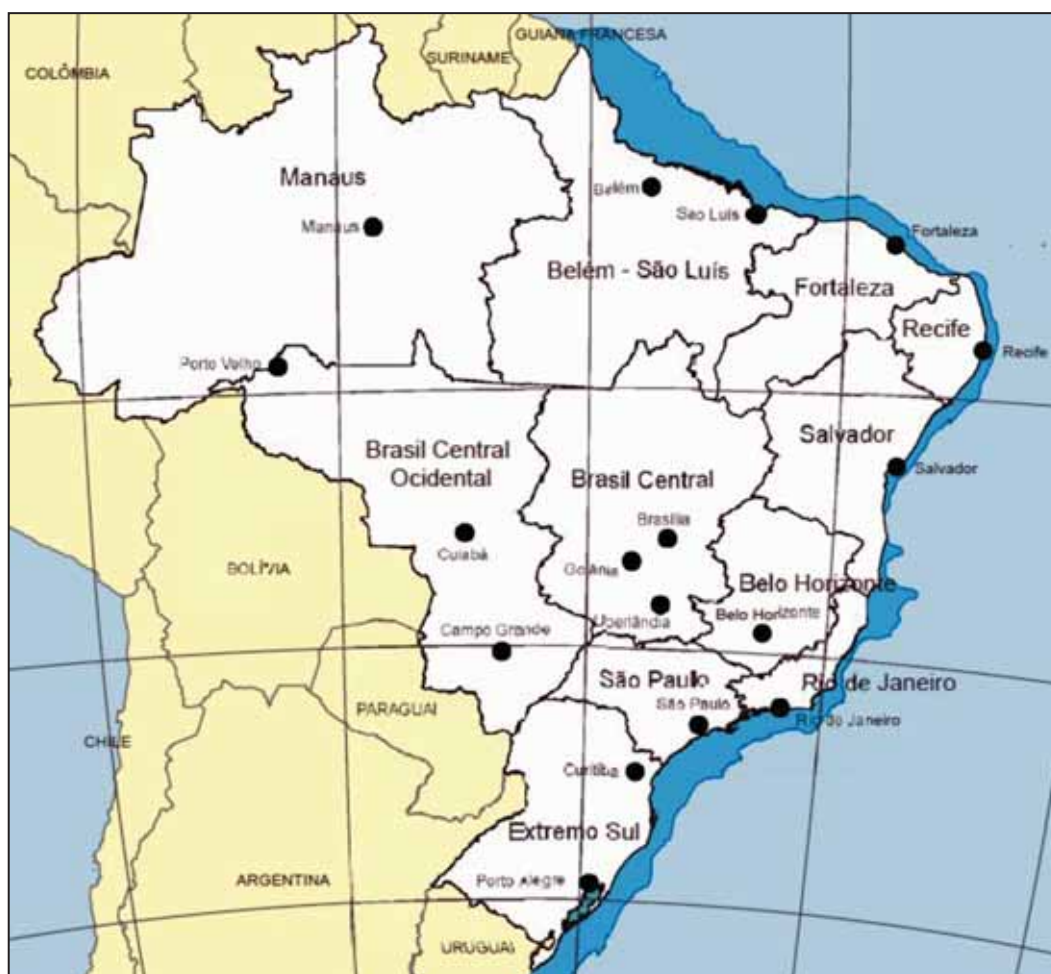 GUIANA FRANCESA
SURINAME
COLÔMBIA
Manaus
Manaus
Belém
São Luís
Belém - São Luís
Fortaleza
Fortaleza
Recife
Recife
Porto Velho
Salvador
Salvador
Brasil Central
Ocidental
Brasil Central
Brasília
Cuiabá
Goiânia
BOLÍVIA
Belo Horizonte
Belo Horizonte
Uberlândia
Campo Grande
São Paulo
São Paulo
Rio de Janeiro
Rio de Janeiro
PARAGUAI
CHILE
Curitiba
Extremo Sul
Porto Alegre
ARGENTINA
URUGUAI